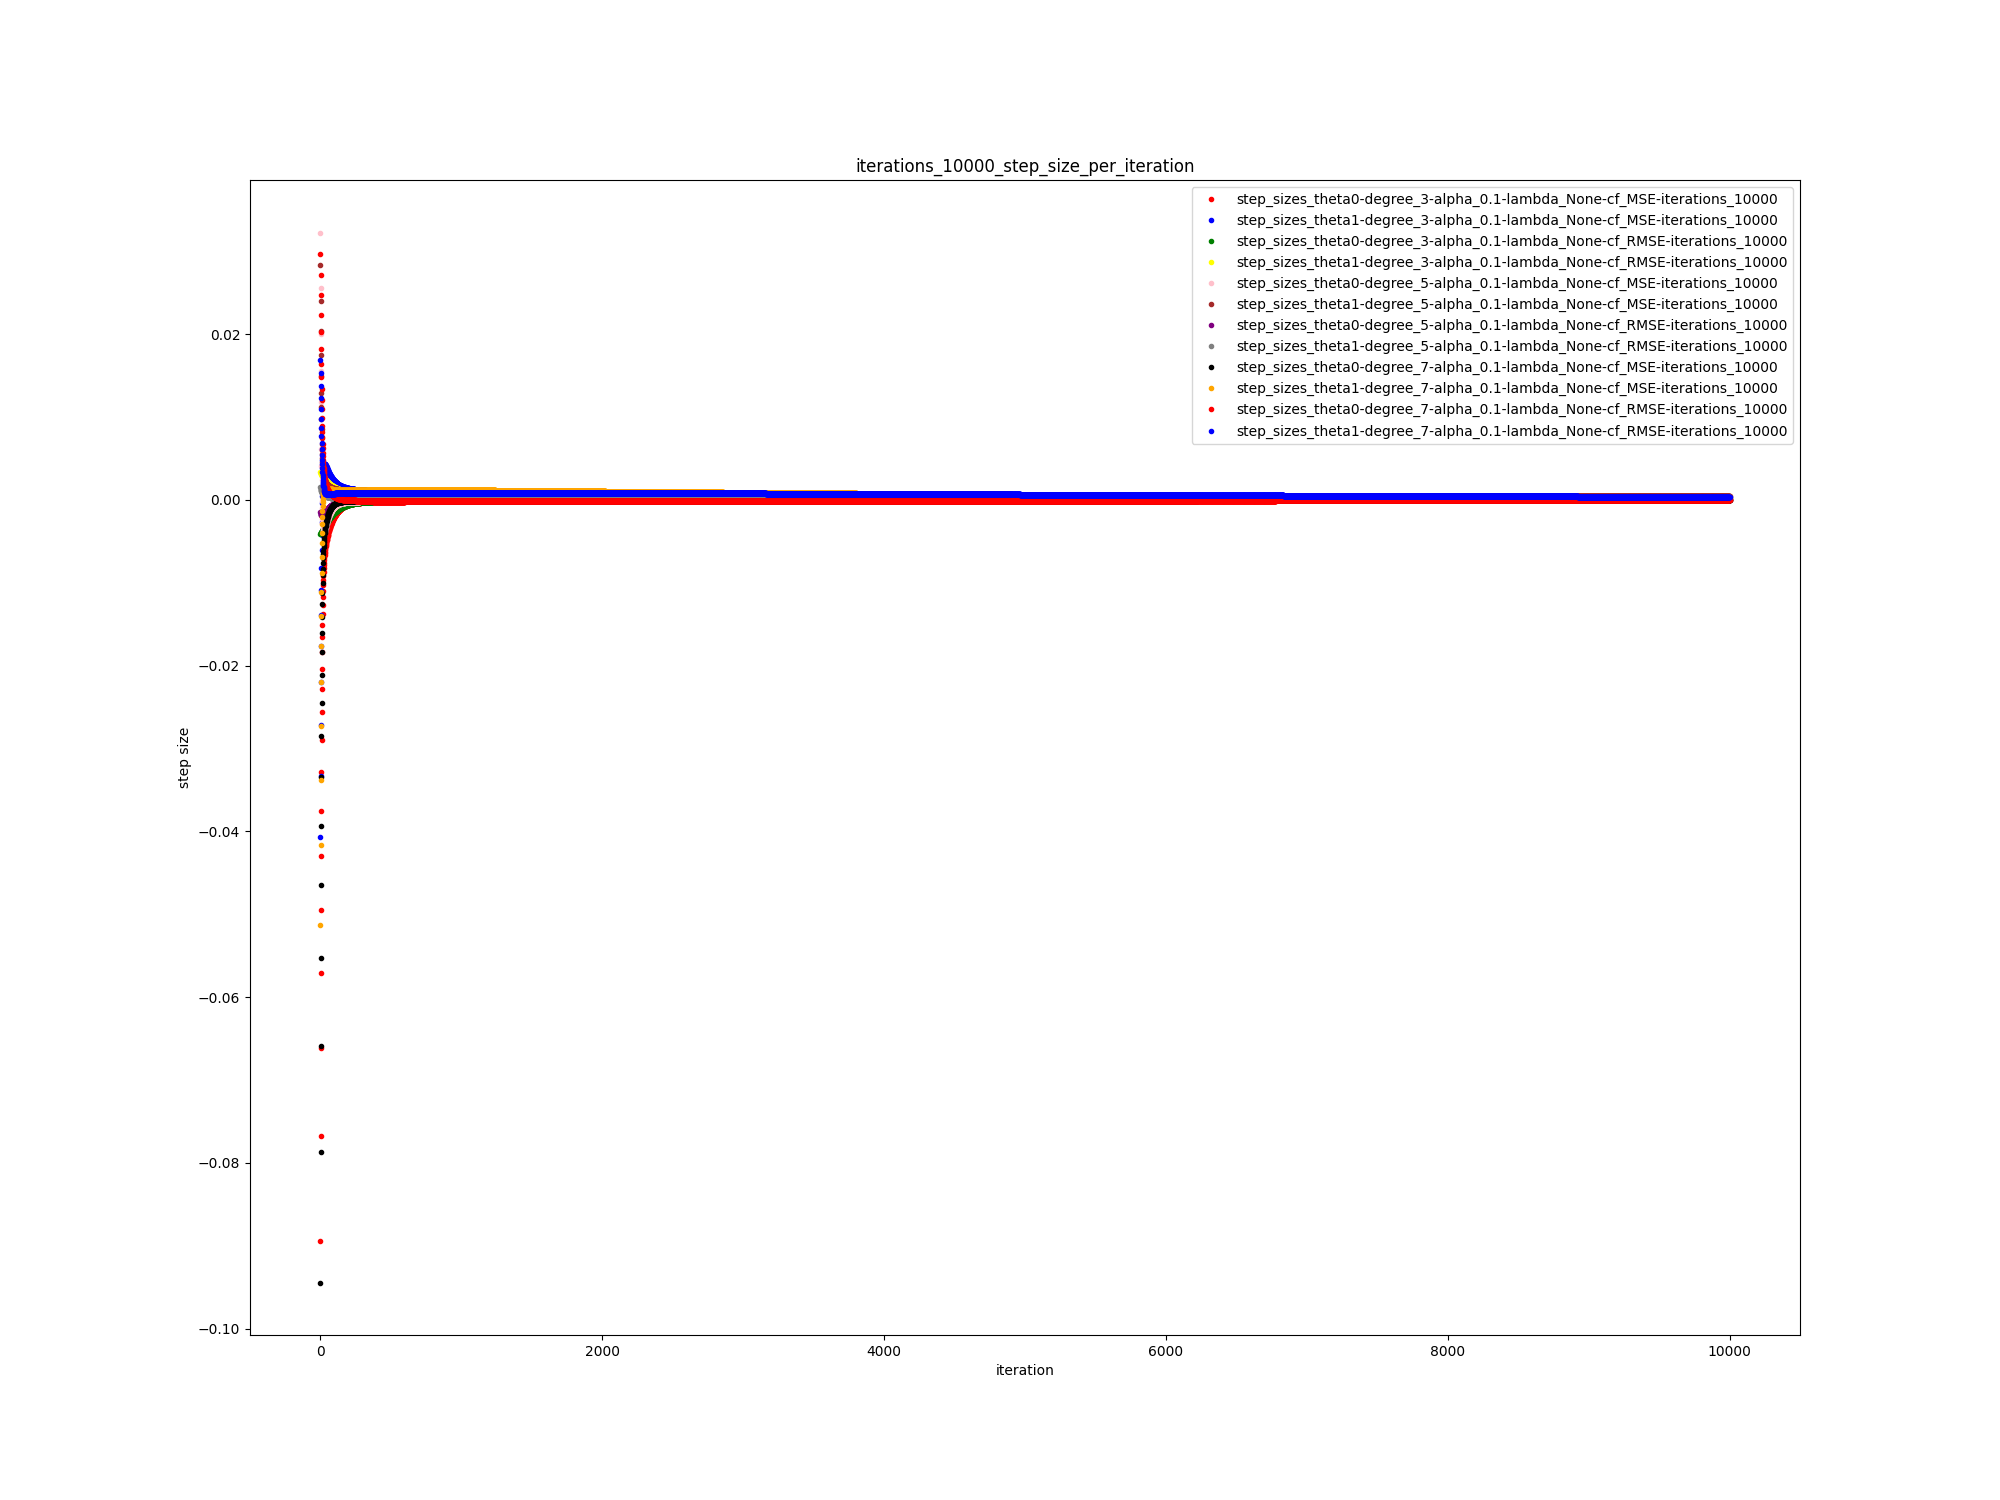 iterations_10000_step_size_per_iteration
step_sizes_theta0-degree_3-alpha_0.1-lambda_None-cf_MSE-iterations_10000
step_sizes_theta1-degree_3-alpha_0.1-lambda_None-cf_MSE-iterations_10000
step_sizes_theta0-degree_3-alpha_0.1-lambda_None-cf_RMSE-iterations_10000
step_sizes_theta1-degree_3-alpha_0.1-lambda_None-cf_RMSE-iterations_10000
step_sizes_theta0-degree_5-alpha_0.1-lambda_None-cf_MSE-iterations_10000
step_sizes_theta1-degree_5-alpha_0.1-lambda_None-cf_MSE-iterations_10000
step_sizes_theta0-degree_5-alpha_0.1-lambda_None-cf_RMSE-iterations_10000
step_sizes_theta1-degree_5-alpha_0.1-lambda_None-cf_RMSE-iterations_10000
step_sizes_theta0-degree_7-alpha_0.1-lambda_None-cf_MSE-iterations_10000
step_sizes_theta1-degree_7-alpha_0.1-lambda_None-cf_MSE-iterations_10000
step_sizes_theta0-degree_7-alpha_0.1-lambda_None-cf_RMSE-iterations_10000
step_sizes_theta1-degree_7-alpha_0.1-lambda_None-cf_RMSE-iterations_10000
0.02
0.00
−0.02
−0.04
−0.06
−0.08
−0.10
step size
0
2000
4000
6000
8000
10000
iteration